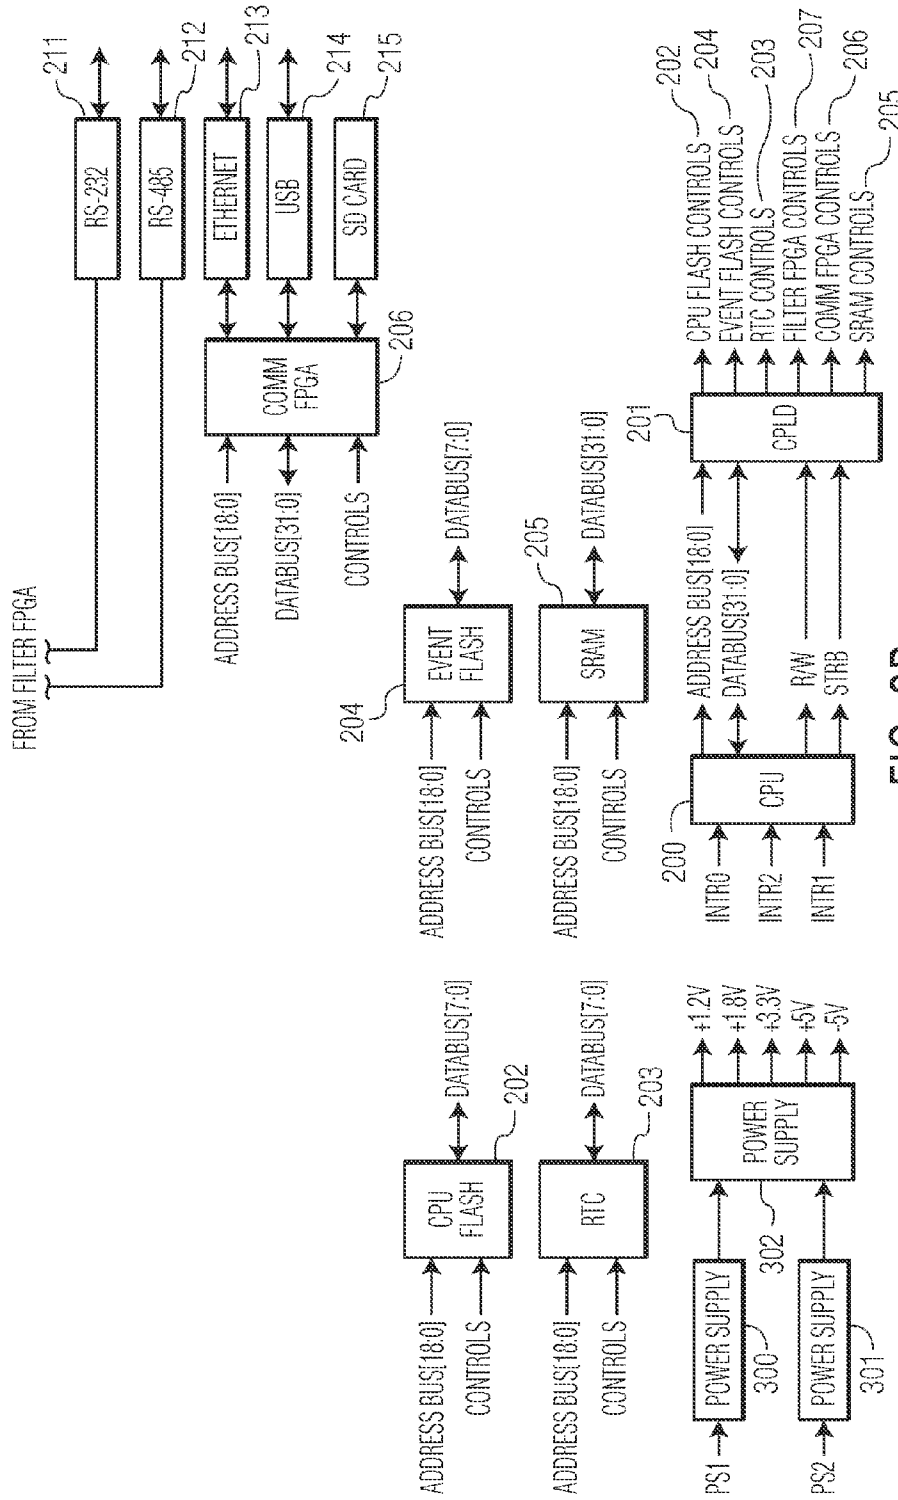 FROM FILTER FPGA
RS-232
211
RS-485
212
ETHERNET
213
USB
214
SD CARD
215
COMM
FPGA
206
ADDRESS BUS[18:0]
DATABUS[31:0]
CONTROLS
CPU
FLASH
202
ADDRESS BUS[18:0]
CONTROLS
DATABUS[7:0]
EVENT
FLASH
204
ADDRESS BUS[18:0]
CONTROLS
DATABUS[7:0]
RTC
203
ADDRESS BUS[18:0]
CONTROLS
DATABUS[7:0]
SRAM
205
ADDRESS BUS[18:0]
CONTROLS
DATABUS[31:0]
PS1
POWER SUPPLY
300
PS2
POWER SUPPLY
301
POWER
SUPPLY
302
+1.2V
+1.8V
+3.3V
+5V
-5V
INTR0
INTR2
INTR1
200
CPU
ADDRESS BUS[18:0]
DATABUS[31:0]
R/W
STRB
201
CPLD
CPU FLASH CONTROLS
202
EVENT FLASH CONTROLS
204
RTC CONTROLS
203
FILTER FPGA CONTROLS
207
COMM FPGA CONTROLS
206
SRAM CONTROLS
205